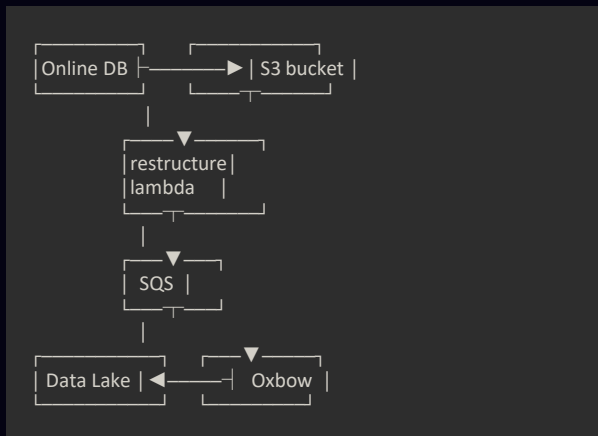 Online DB S3 bucket
restructure
lambda
SQS
Data Lake Oxbow